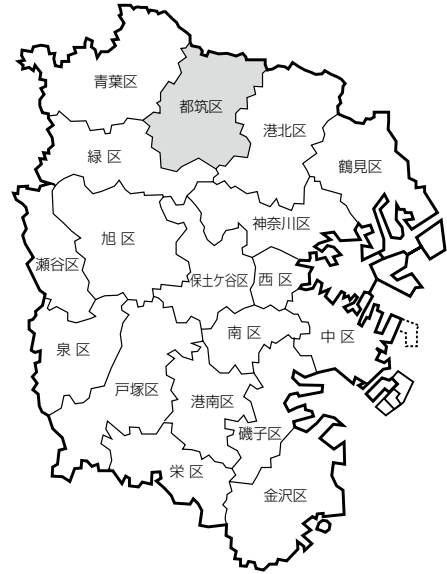 青葉区
都筑区
港北区
緑 区
鶴見区
神奈川区
旭 区
瀬谷区
保土ケ谷区
西 区
南 区
中 区
泉 区
戸塚区
港南区
磯子区
栄 区
金沢区